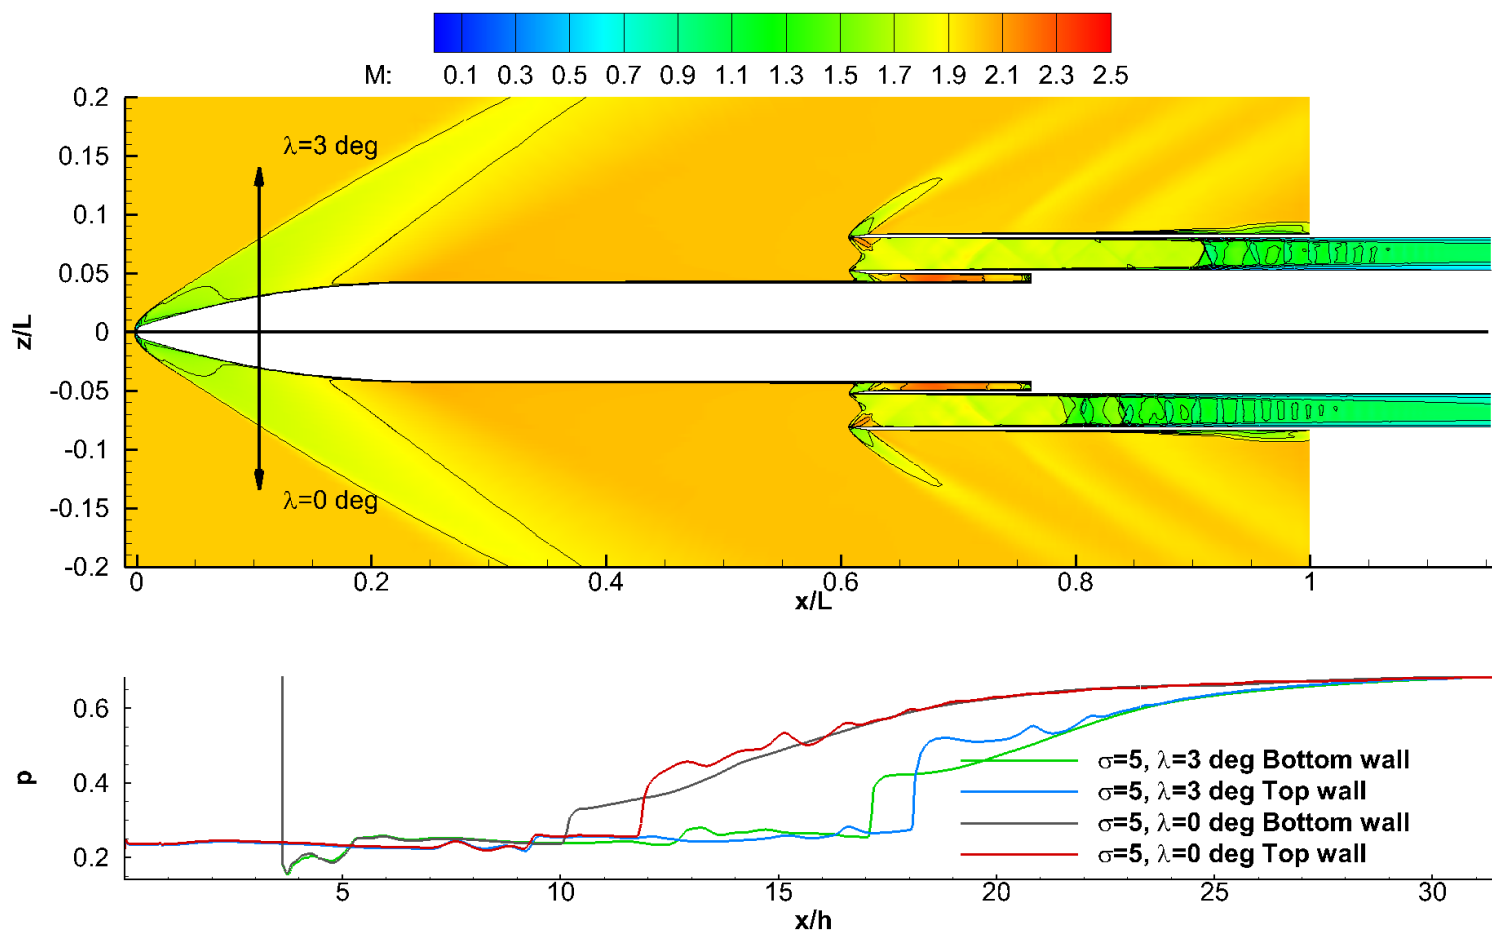 M: 0.1 0.3 0.5 0.7 0.9 1.1 1.3 1.5 1.7 1.9 2.1 2.3 2.5
0.2
0.15
0.1
0.05
0
-0.05
-0.1
-0.15
-0.2
z/L
λ=3 deg
λ=0 deg
0 0.2 0.4 0.6 0.8 1
x/L
0.6
0.4
0.2
p
σ=5, λ=3 deg Bottom wall
σ=5, λ=3 deg Top wall
σ=5, λ=0 deg Bottom wall
σ=5, λ=0 deg Top wall
5 10 15 20 25 30
x/h